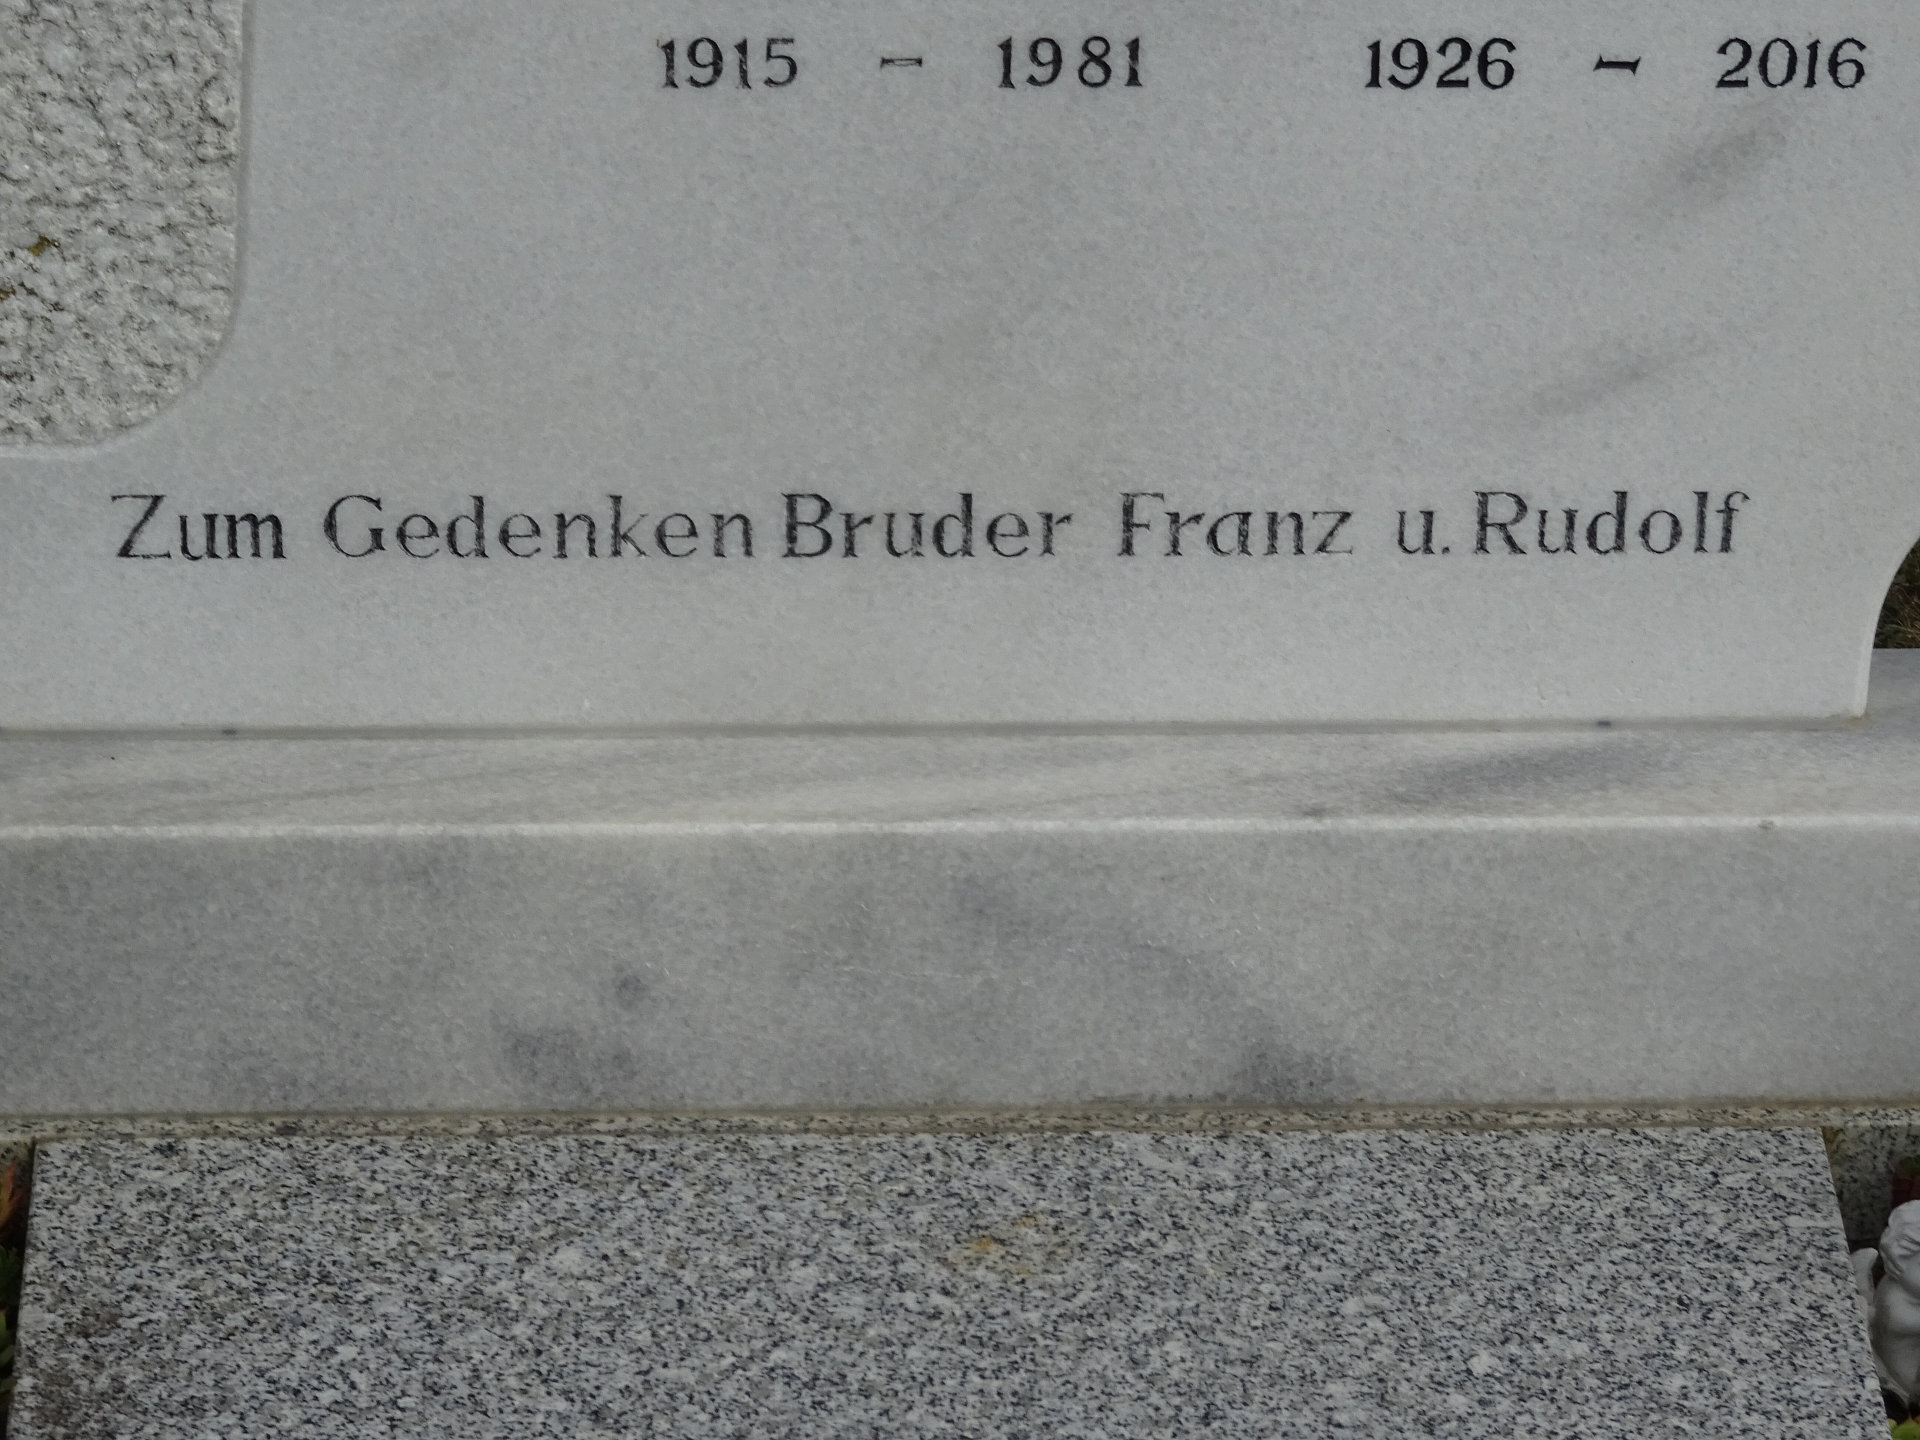 1915 - 1981 1926 - 2016
Zum Gedenken Bruder Franz u. Rudolf